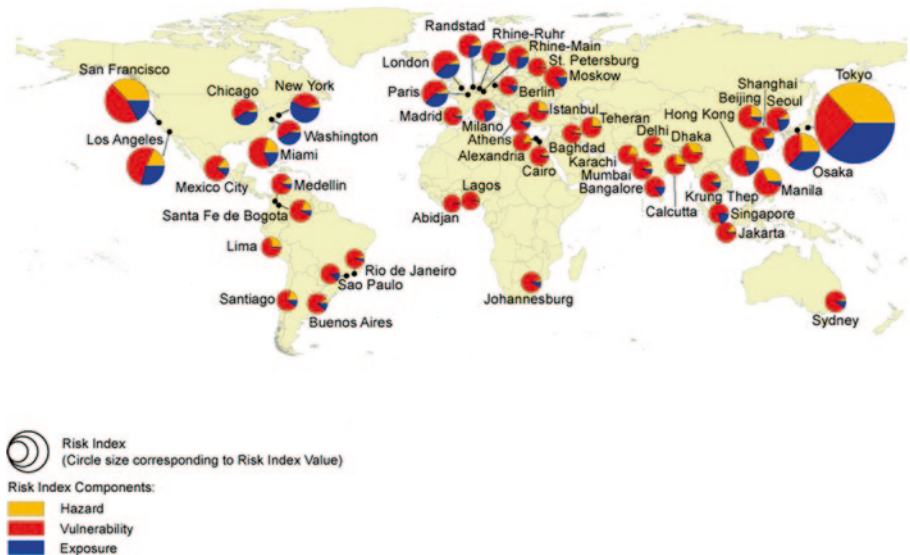 Randstad
Rhine-Ruhr
Rhine-Main
St. Petersburg
Moskow
London
Paris
Berlin
Madrid
Milano
Athens
Istanbul
Teheran
Alexandria
Baghdad
Cairo
San Francisco
Chicago
New York
Los Angeles
Washington
Miami
Mexico City
Medellin
Santa Fe de Bogota
Lima
Rio de Janeiro
Sao Paulo
Santiago
Buenos Aires
Lagos
Abidjan
Johannesburg
Delhi
Dhaka
Karachi
Mumbai
Bangalore
Calcutta
Hong Kong
Beijing
Shanghai
Seoul
Tokyo
Osaka
Manila
Krung Thep
Singapore
Jakarta
Sydney
Risk Index
(Circle size corresponding to Risk Index Value)
Risk Index Components:
Hazard
Vulnerability
Exposure